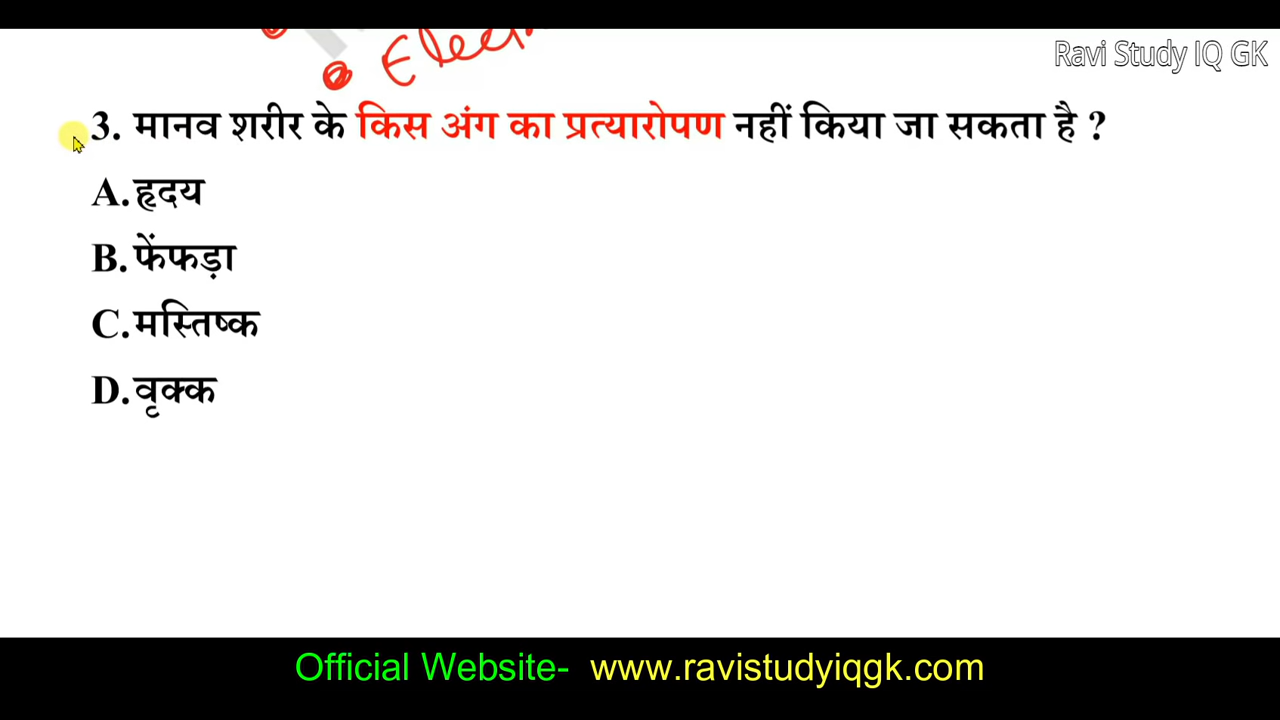 Ravi Study IQ GK
3. मानव शरीर के किस अंग का प्रत्यारोपण नहीं किया जा सकता है ?
A.हृदय
B.फेंफड़ा
C.मस्तिष्क
D.वृक्क
Official Website- www.ravistudyiqgk.com